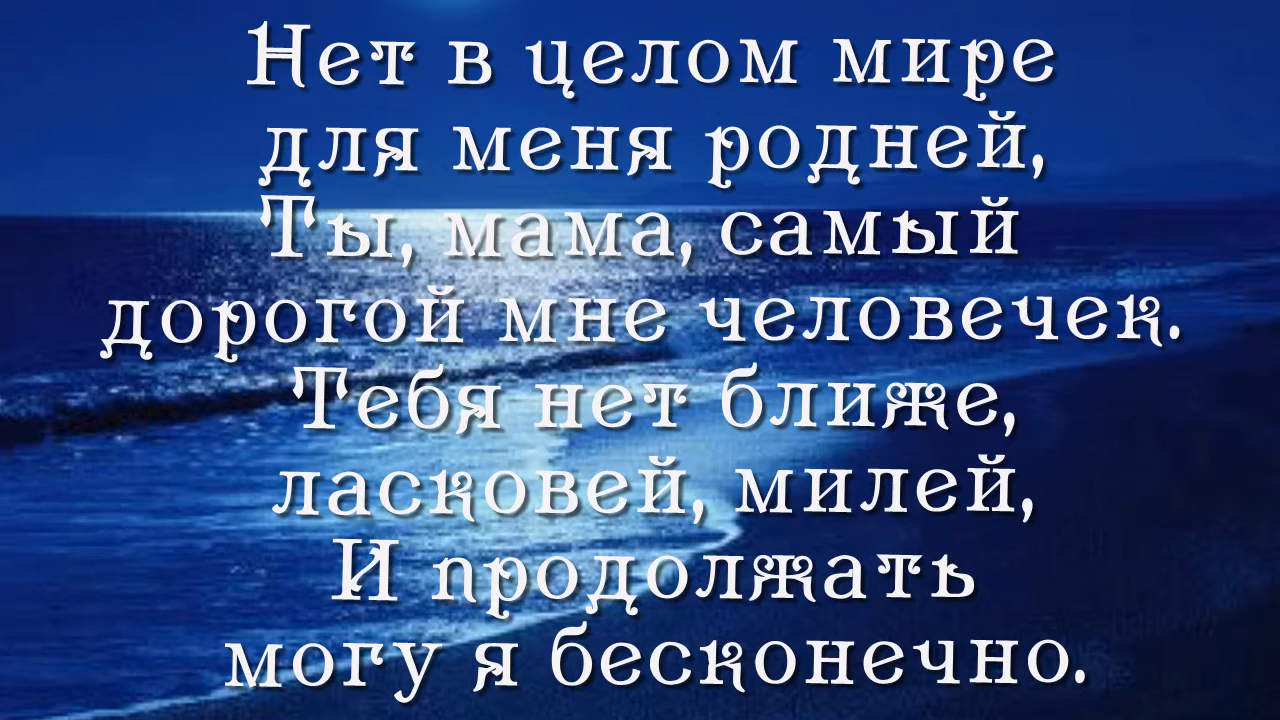 Нет в целом мире
для меня родней,
Ты, мама, самый
дорогой мне человечек.
Тебя нет ближе,
ласковей, милей,
И продолжать
могу я бесконечно.